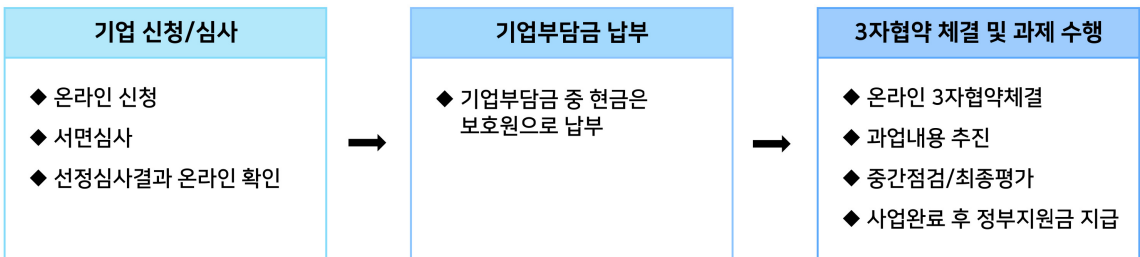 기업 신청/심사
◆ 온라인 신청
◆ 서면심사
◆ 선정심사결과 온라인 확인
기업부담금 납부
◆ 기업부담금 중 현금은
보호원으로 납부
3자협약 체결 및 과제 수행
◆ 온라인 3자협약체결
◆ 과업내용 추진
◆ 중간점검/최종평가
◆ 사업완료 후 정부지원금 지급